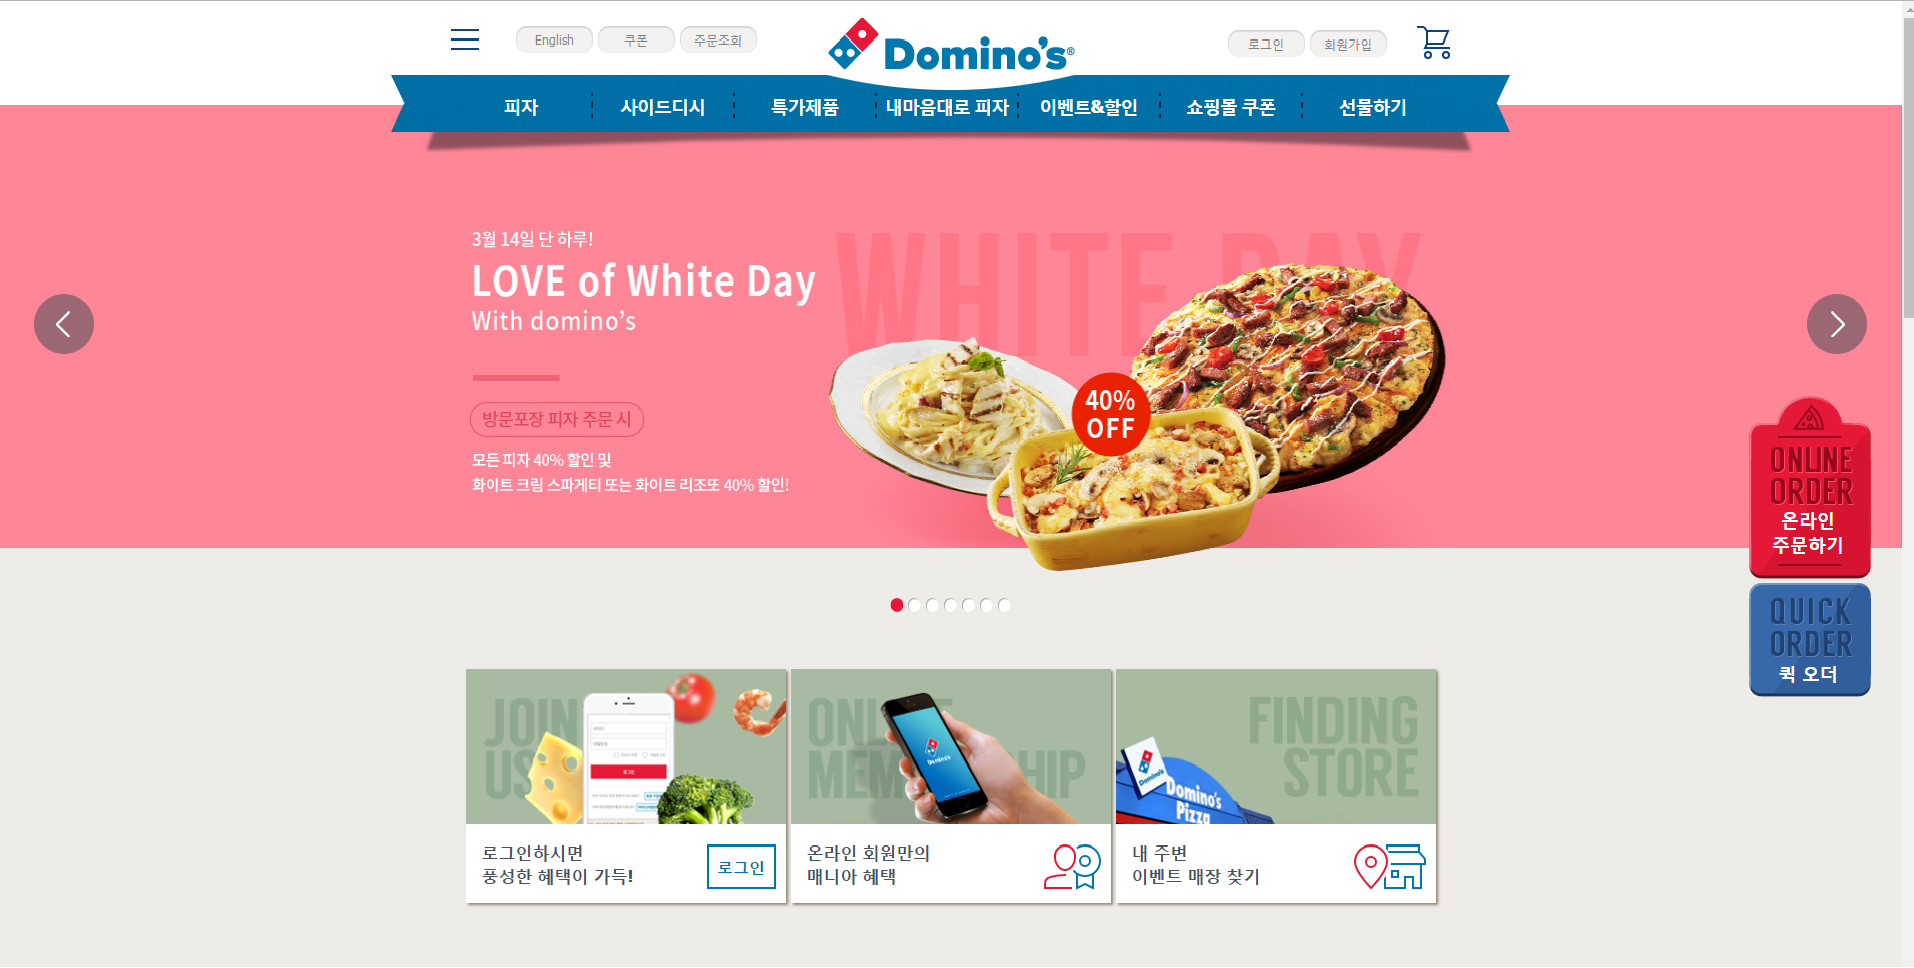 English
쿠폰
주문조회
Domino's®
로그인
회원가입
피자
사이드디시
특가제품
내마음대로 피자
이벤트&할인
쇼핑몰 쿠폰
선물하기
WHITE DAY
3월 14일 단 하루!
LOVE of White Day
With domino's
방문포장 피자 주문 시
모든 피자 40% 할인 및
화이트 크림 스파게티 또는 화이트 리조또 40% 할인!
40%
OFF
ONLINE
ORDER
온라인
주문하기
QUICK
ORDER
퀵 오더
JOIN
US
로그인
로그인하시면
풍성한 혜택이 가득!
로그인
ONLINE
MEMBERSHIP
Domino's
온라인 회원만의
매니아 혜택
FINDING
STORE
Domino's
Domino's
Pizza
내 주변
이벤트 매장 찾기